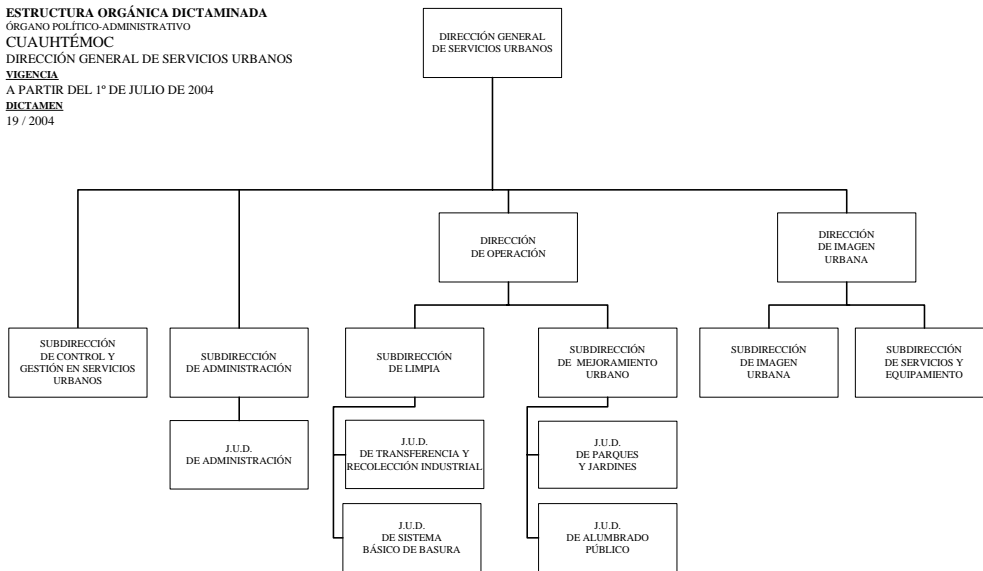 ESTRUCTURA ORGÁNICA DICTAMINADA
ÓRGANO POLÍTICO-ADMINISTRATIVO
CUAUHTÉMOC
DIRECCIÓN GENERAL DE SERVICIOS URBANOS
VIGENCIA
A PARTIR DEL 1º DE JULIO DE 2004
DICTAMEN
19 / 2004
DIRECCIÓN GENERAL
DE SERVICIOS URBANOS
DIRECCIÓN
DE OPERACIÓN
DIRECCIÓN
DE IMAGEN
URBANA
SUBDIRECCIÓN
DE CONTROL Y
GESTIÓN EN SERVICIOS
URBANOS
SUBDIRECCIÓN
DE ADMINISTRACIÓN
SUBDIRECCIÓN
DE LIMPIA
SUBDIRECCIÓN
DE MEJORAMIENTO
URBANO
SUBDIRECCIÓN
DE IMAGEN
URBANA
SUBDIRECCIÓN
DE SERVICIOS Y
EQUIPAMIENTO
J.U.D.
DE ADMINISTRACIÓN
J.U.D.
DE TRANSFERENCIA Y
RECOLECCIÓN INDUSTRIAL
J.U.D.
DE PARQUES
Y JARDINES
J.U.D.
DE SISTEMA
BÁSICO DE BASURA
J.U.D.
DE ALUMBRADO
PÚBLICO